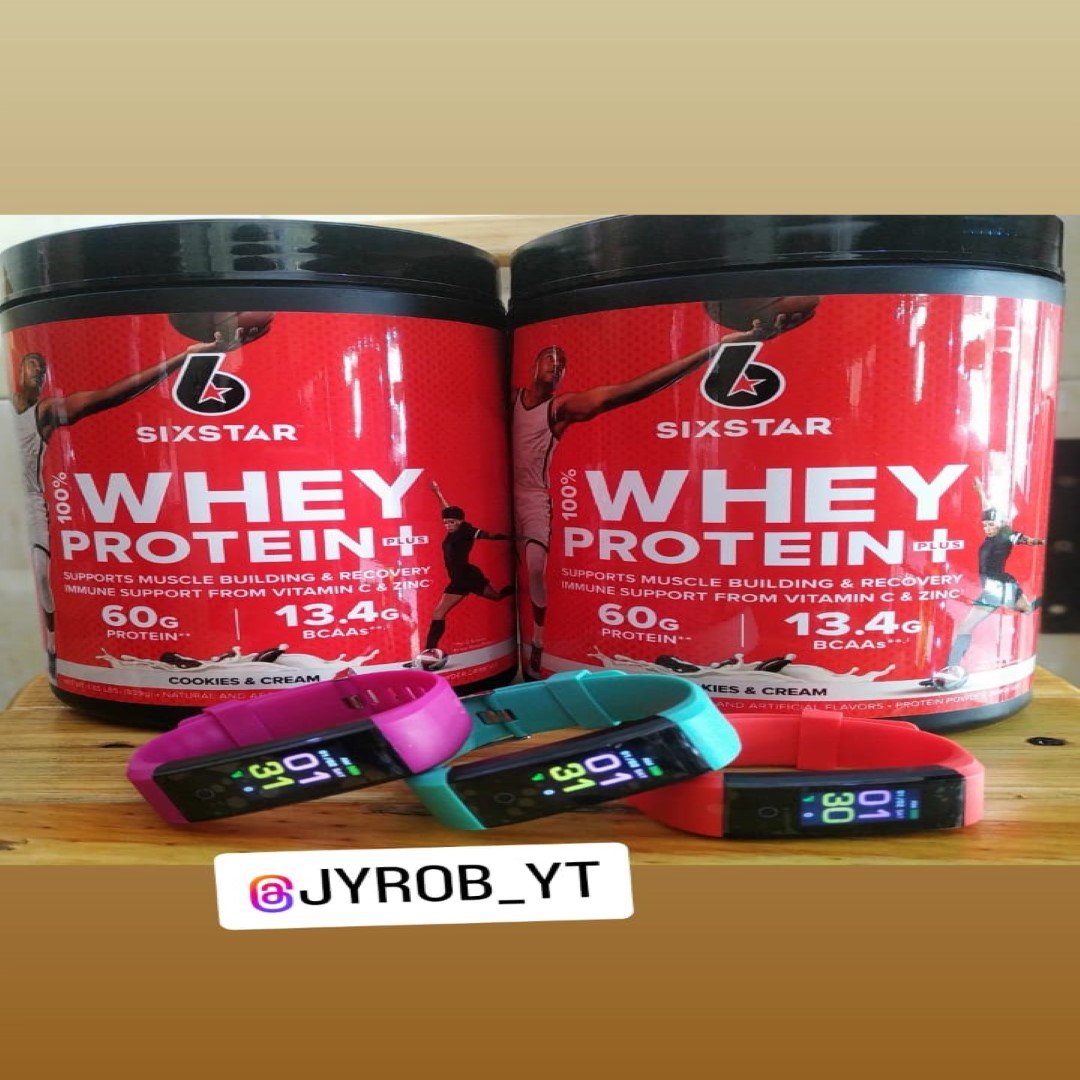 SIXSTAR
100%
WHEY
PROTEIN+
PLUS
SUPPORTS MUSCLE BUILDING & RECOVERY
IMMUNE SUPPORT FROM VITAMIN C & ZINC
60G
PROTEIN**
13.4G
BCAAs**
COOKIES & CREAM
NATURAL AND
SIXSTAR
100%
WHEY
PROTEIN
PLUS
SUPPORTS MUSCLE BUILDING & RECOVERY
IMMUNE SUPPORT FROM VITAMIN C & ZINC
60G
PROTEIN**
13.4G
BCAAs**
KIES & CREAM
AND ARTIFICIAL FLAVORS • PROTEIN
01
31
01
31
01
30
@JYROB_YT